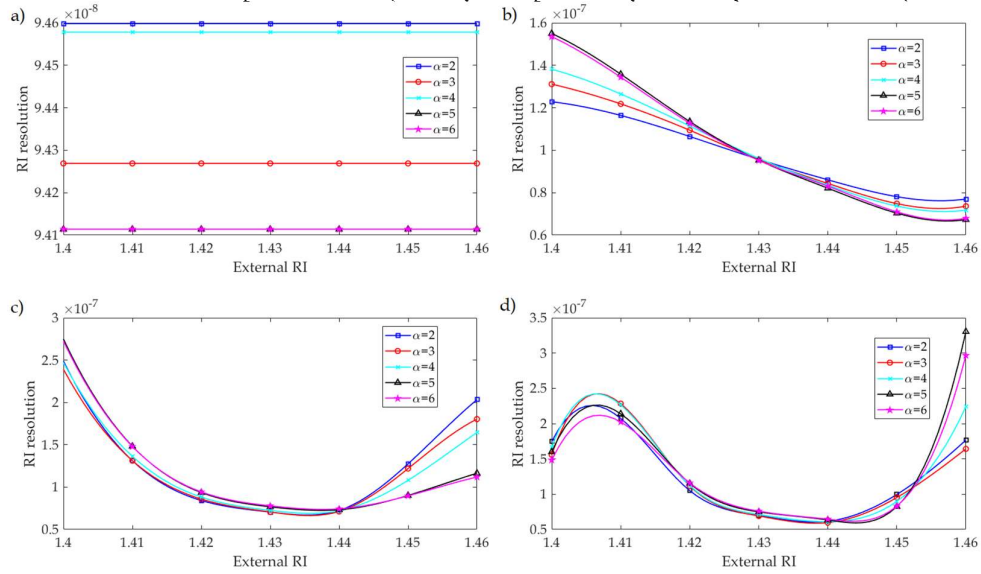 a)
×10⁻⁸
9.46
9.45
9.44
9.43
9.42
9.41
RI resolution
1.4 1.41 1.42 1.43 1.44 1.45 1.46
External RI
α=2
α=3
α=4
α=5
α=6
b)
×10⁻⁷
1.6
1.4
1.2
1
0.8
0.6
RI resolution
1.4 1.41 1.42 1.43 1.44 1.45 1.46
External RI
α=2
α=3
α=4
α=5
α=6
c)
×10⁻⁷
3
2.5
2
1.5
1
0.5
RI resolution
1.4 1.41 1.42 1.43 1.44 1.45 1.46
External RI
α=2
α=3
α=4
α=5
α=6
d)
×10⁻⁷
3.5
3
2.5
2
1.5
1
0.5
RI resolution
1.4 1.41 1.42 1.43 1.44 1.45 1.46
External RI
α=2
α=3
α=4
α=5
α=6